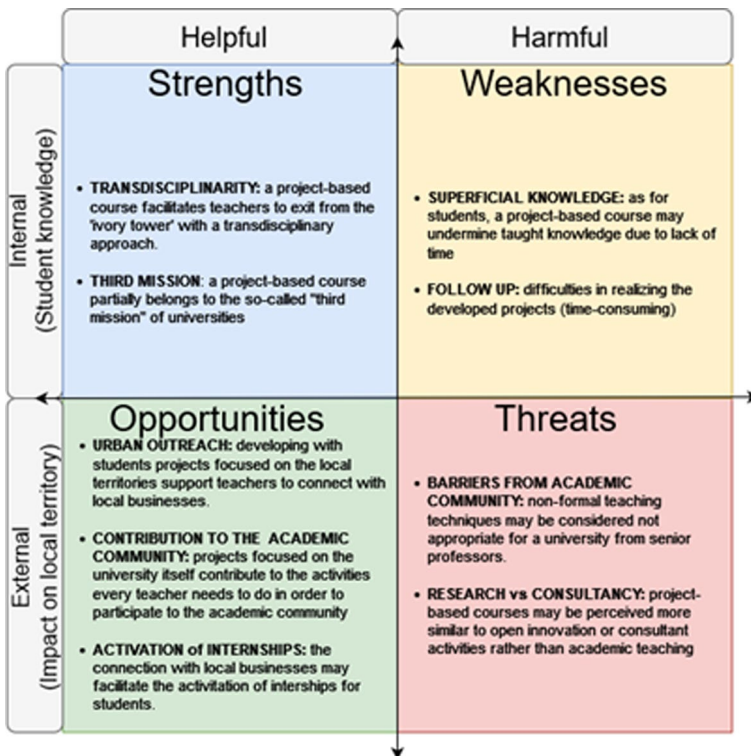 Helpful
Harmful
Internal
(Student knowledge)
Strengths
• TRANSDISCIPLINARITY: a project-based
course facilitates teachers to exit from the
'ivory tower' with a transdisciplinary
approach.
• THIRD MISSION: a project-based course
partially belongs to the so-called "third
mission" of universities
Weaknesses
• SUPERFICIAL KNOWLEDGE: as for
students, a project-based course may
undermine taught knowledge due to lack of
time
• FOLLOW UP: difficulties in realizing the
developed projects (time-consuming)
External
(Impact on local territory)
Opportunities
• URBAN OUTREACH: developing with
students projects focused on the local
territories support teachers to connect with
local businesses.
• CONTRIBUTION TO THE ACADEMIC
COMMUNITY: projects focused on the
university itself contribute to the activities
every teacher needs to do in order to
participate to the academic community
• ACTIVATION of INTERNSHIPS: the
connection with local businesses may
facilitate the activitation of interships for
students.
Threats
• BARRIERS FROM ACADEMIC
COMMUNITY: non-formal teaching
techniques may be considered not
appropriate for a university from senior
professors.
• RESEARCH vs CONSULTANCY: project-
based courses may be perceived more
similar to open innovation or consultant
activities rather than academic teaching